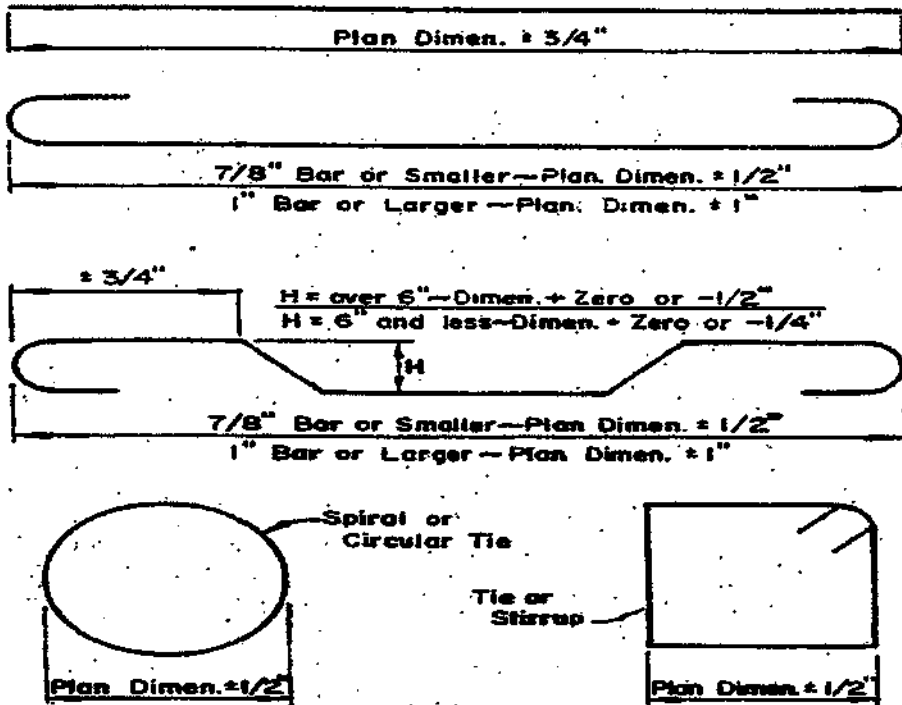 Plan Dimen. ± 3/4"
7/8" Bar or Smaller—Plan. Dimen. ± 1/2"
1" Bar or Larger—Plan. Dimen. ± 1"
± 3/4"
H = over 6"—Dimen. + Zero or -1/2"
H = 6" and less—Dimen. + Zero or -1/4"
H
7/8" Bar or Smaller—Plan Dimen. ± 1/2"
1" Bar or Larger—Plan Dimen. ± 1"
Spiral or
Circular Tie
Tie or
Stirrup
Plan Dimen. ±1/2"
Plan Dimen. ± 1/2"